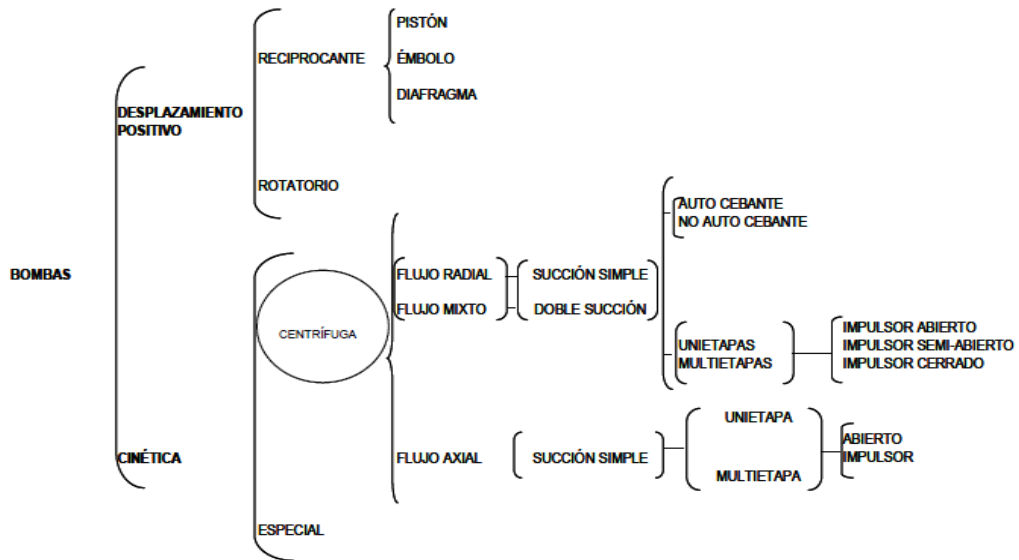 PISTÓN
RECIPROCANTE
ÉMBOLO
DIAFRAGMA
DESPLAZAMIENTO
POSITIVO
ROTATORIO
AUTO CEBANTE
NO AUTO CEBANTE
BOMBAS
FLUJO RADIAL
SUCCIÓN SIMPLE
FLUJO MIXTO
DOBLE SUCCIÓN
CENTRÍFUGA
UNIETAPAS
MULTIETAPAS
IMPULSOR ABIERTO
IMPULSOR SEMI-ABIERTO
IMPULSOR CERRADO
CINÉTICA
FLUJO AXIAL
SUCCIÓN SIMPLE
UNIETAPA
MULTIETAPA
ABIERTO
IMPULSOR
ESPECIAL